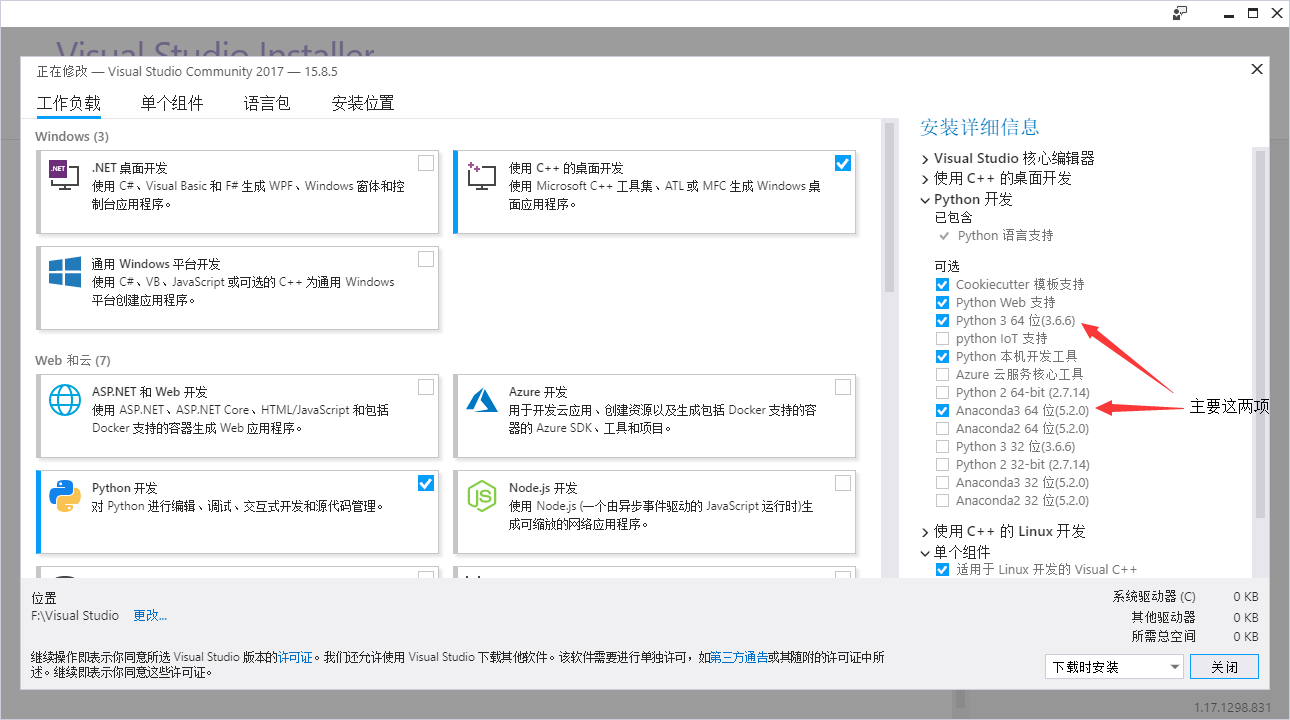 Visual Studio Installer
正在修改 — Visual Studio Community 2017 — 15.8.5
工作负载 单个组件 语言包 安装位置
Windows (3)
.NET
.NET 桌面开发
使用 C#、Visual Basic 和 F# 生成 WPF、Windows 窗体和控
制台应用程序。
使用 C++ 的桌面开发
使用 Microsoft C++ 工具集、ATL 或 MFC 生成 Windows 桌
面应用程序。
通用 Windows 平台开发
使用 C#、VB、JavaScript 或可选的 C++ 为通用 Windows
平台创建应用程序。
Web 和云 (7)
ASP.NET 和 Web 开发
使用 ASP.NET、ASP.NET Core、HTML/JavaScript 和包括
Docker 支持的容器生成 Web 应用程序。
Azure 开发
用于开发云应用、创建资源以及生成包括 Docker 支持的容
器的 Azure SDK、工具和项目。
Python 开发
对 Python 进行编辑、调试、交互式开发和源代码管理。
JS
Node.js 开发
使用 Node.js (一个由异步事件驱动的 JavaScript 运行时)生
成可缩放的网络应用程序。
安装详细信息
Visual Studio 核心编辑器
使用 C++ 的桌面开发
Python 开发
已包含
Python 语言支持
可选
Cookiecutter 模板支持
Python Web 支持
Python 3 64 位(3.6.6)
python IoT 支持
Python 本机开发工具
Azure 云服务核心工具
Python 2 64-bit (2.7.14)
Anaconda3 64 位(5.2.0)
主要这两项
Anaconda2 64 位(5.2.0)
Python 3 32 位(3.6.6)
Python 2 32-bit (2.7.14)
Anaconda3 32 位(5.2.0)
Anaconda2 32 位(5.2.0)
使用 C++ 的 Linux 开发
单个组件
适用于 Linux 开发的 Visual C++
位置
F:\Visual Studio 更改...
继续操作即表示你同意所选 Visual Studio 版本的许可证。我们还允许使用 Visual Studio 下载其他软件。该软件需要进行单独许可，如第三方通告或其随附的许可证中所
述。继续即表示你同意这些许可证。
系统驱动器 (C) 0 KB
其他驱动器 0 KB
所需总空间 0 KB
下载时安装 关闭
1.17.1298.831